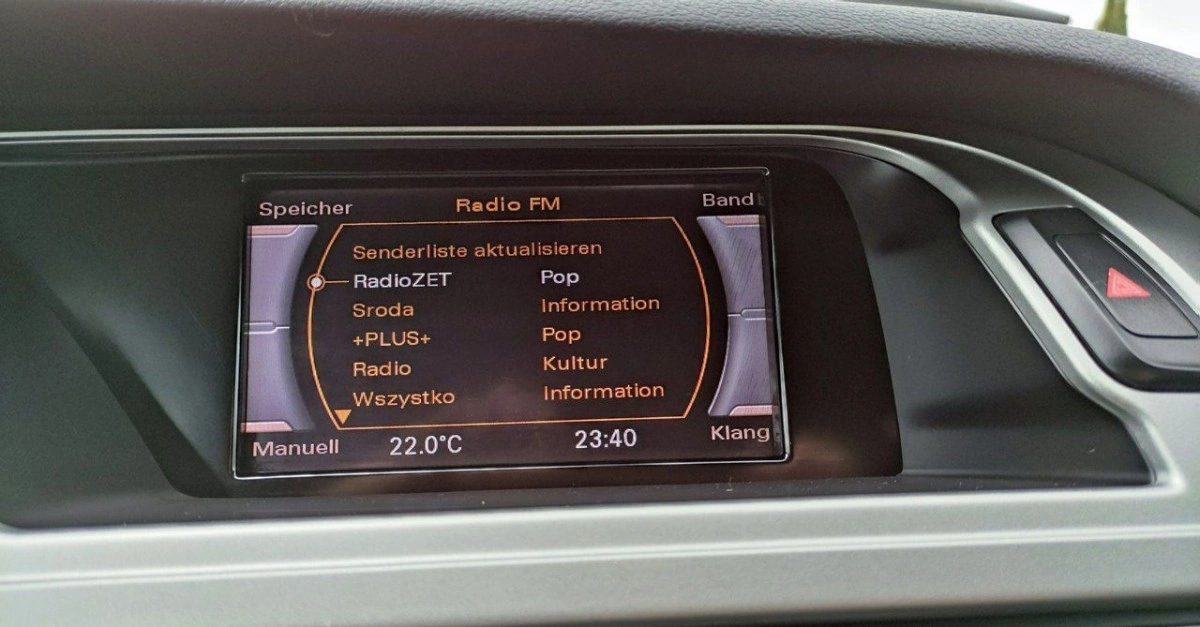 Speicher Radio FM Band
Senderliste aktualisieren
RadioZET Pop
Sroda Information
+PLUS+ Pop
Radio Kultur
Wszystko Information
Manuell 22.0°C 23:40 Klang